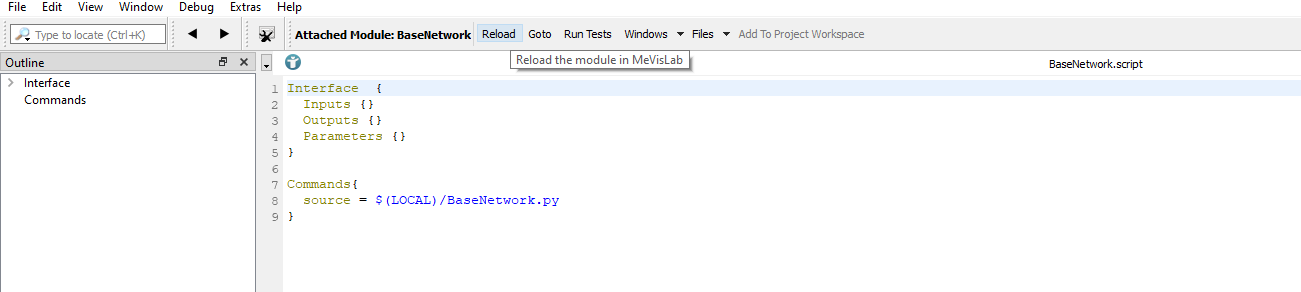 File Edit View Window Debug Extras Help
Type to locate (Ctrl+K) Attached Module: BaseNetwork Reload Goto Run Tests Windows Files Add To Project Workspace
Outline Reload the module in MeVisLab BaseNetwork.script
Interface
Commands
1 Interface {
2 Inputs {}
3 Outputs {}
4 Parameters {}
5 }
6
7 Commands{
8 source = $(LOCAL)/BaseNetwork.py
9 }